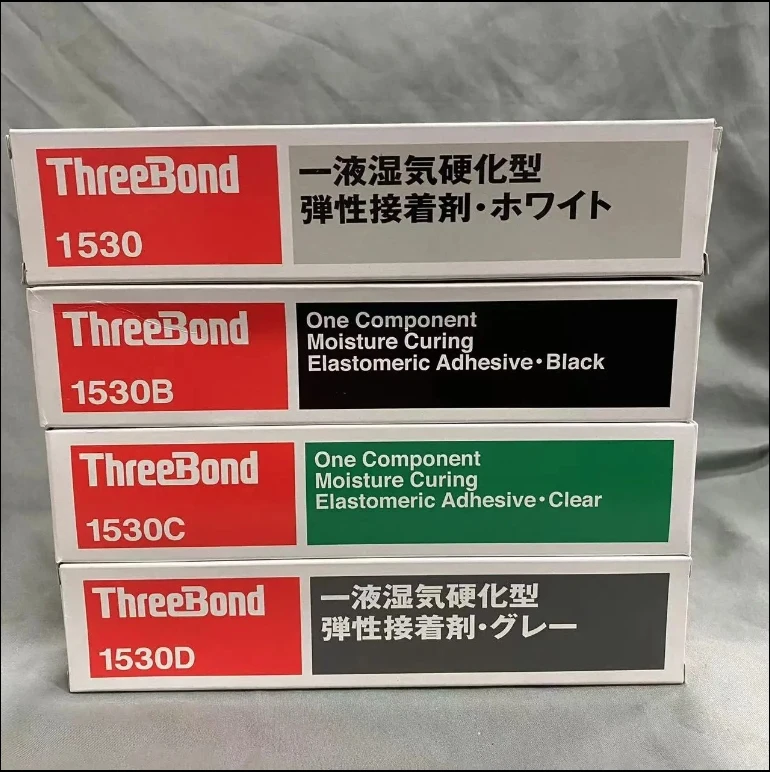 ThreeBond
1530
一液湿気硬化型
弾性接着剤・ホワイト
ThreeBond
1530B
One Component
Moisture Curing
Elastomeric Adhesive・Black
ThreeBond
1530C
One Component
Moisture Curing
Elastomeric Adhesive・Clear
ThreeBond
1530D
一液湿気硬化型
弾性接着剤・グレー